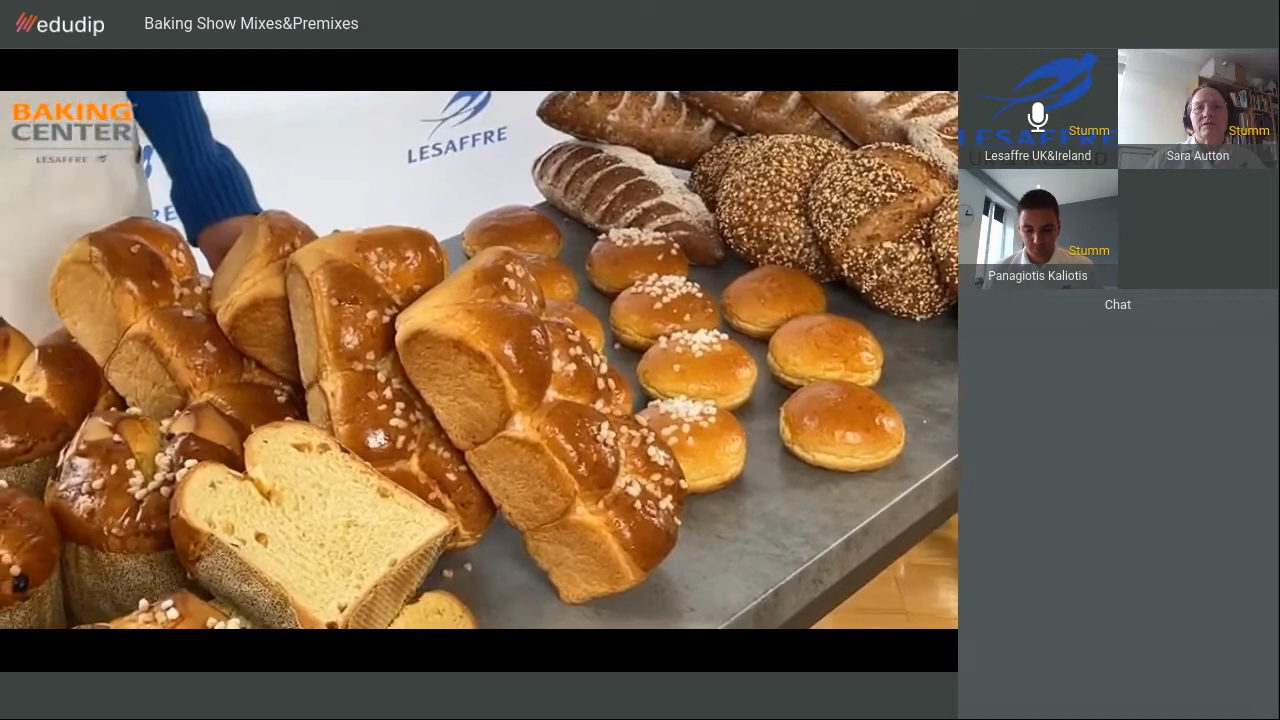 edudip
Baking Show Mixes&Premixes
BAKING
CENTER
LESAFFRE
LESAFFRE
LESAFFRE
Stumm
Lesaffre UK&Ireland
Stumm
Sara Autton
Stumm
Panagiotis Kaliotis
Chat